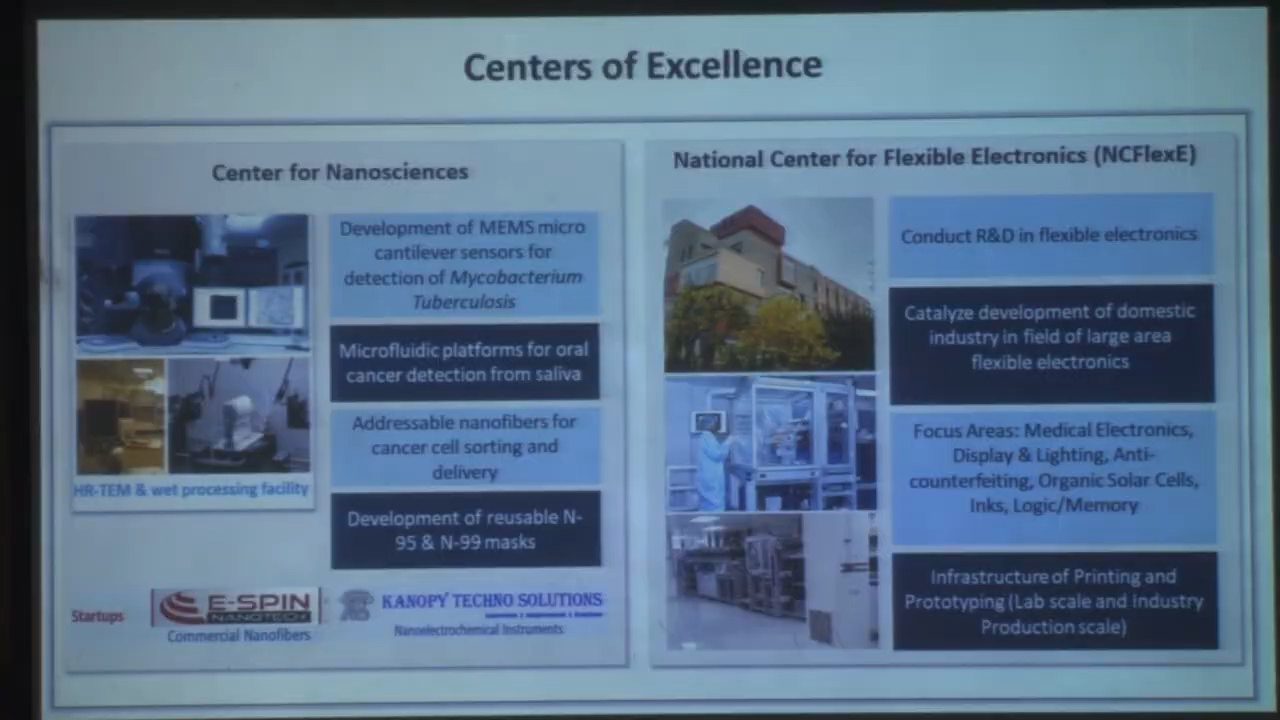 Centers of Excellence
Center for Nanosciences
Development of MEMS micro
cantilever sensors for
detection of Mycobacterium
Tuberculosis
Microfluidic platforms for oral
cancer detection from saliva
Addressable nanofibers for
cancer cell sorting and
delivery
Development of reusable N-
95 & N-99 masks
HR-TEM & wet processing facility
Startups
E-SPIN
NANOTECH
Commercial Nanofibers
KANOPY TECHNO SOLUTIONS
Nanoelectrochemical Instruments
National Center for Flexible Electronics (NCFlexE)
Conduct R&D in flexible electronics
Catalyze development of domestic
industry in field of large area
flexible electronics
Focus Areas: Medical Electronics,
Display & Lighting, Anti-
counterfeiting, Organic Solar Cells,
Inks, Logic/Memory
Infrastructure of Printing and
Prototyping (Lab scale and Industry
Production scale)